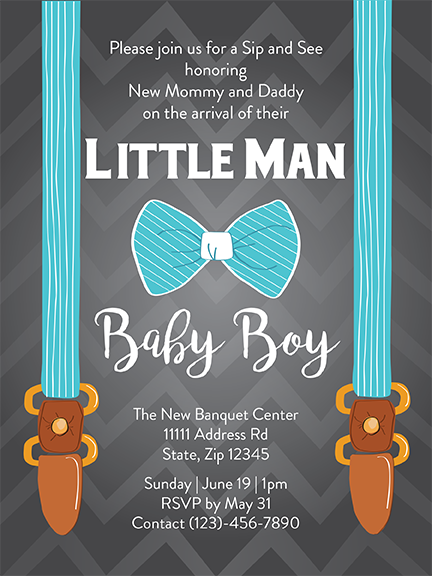 Please join us for a Sip and See
honoring
New Mommy and Daddy
on the arrival of their
LITTLE MAN
Baby Boy
The New Banquet Center
11111 Address Rd
State, Zip 12345
Sunday | June 19 | 1pm
RSVP by May 31
Contact (123)-456-7890